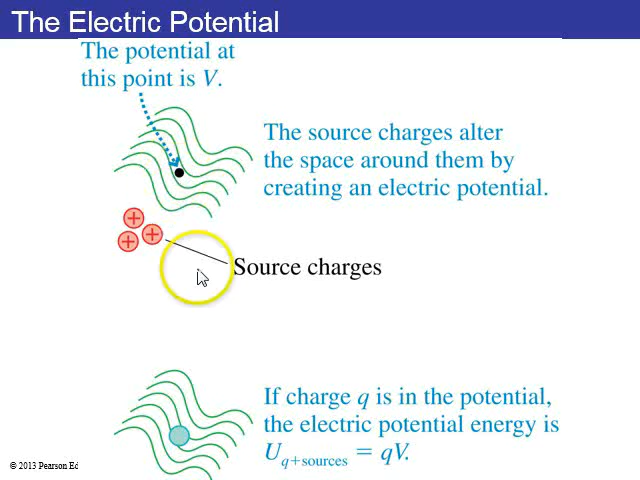 The Electric Potential
The potential at
this point is V.
The source charges alter
the space around them by
creating an electric potential.
+
+
+
Source charges
If charge q is in the potential,
the electric potential energy is
U q+sources = qV.
© 2013 Pearson Ed